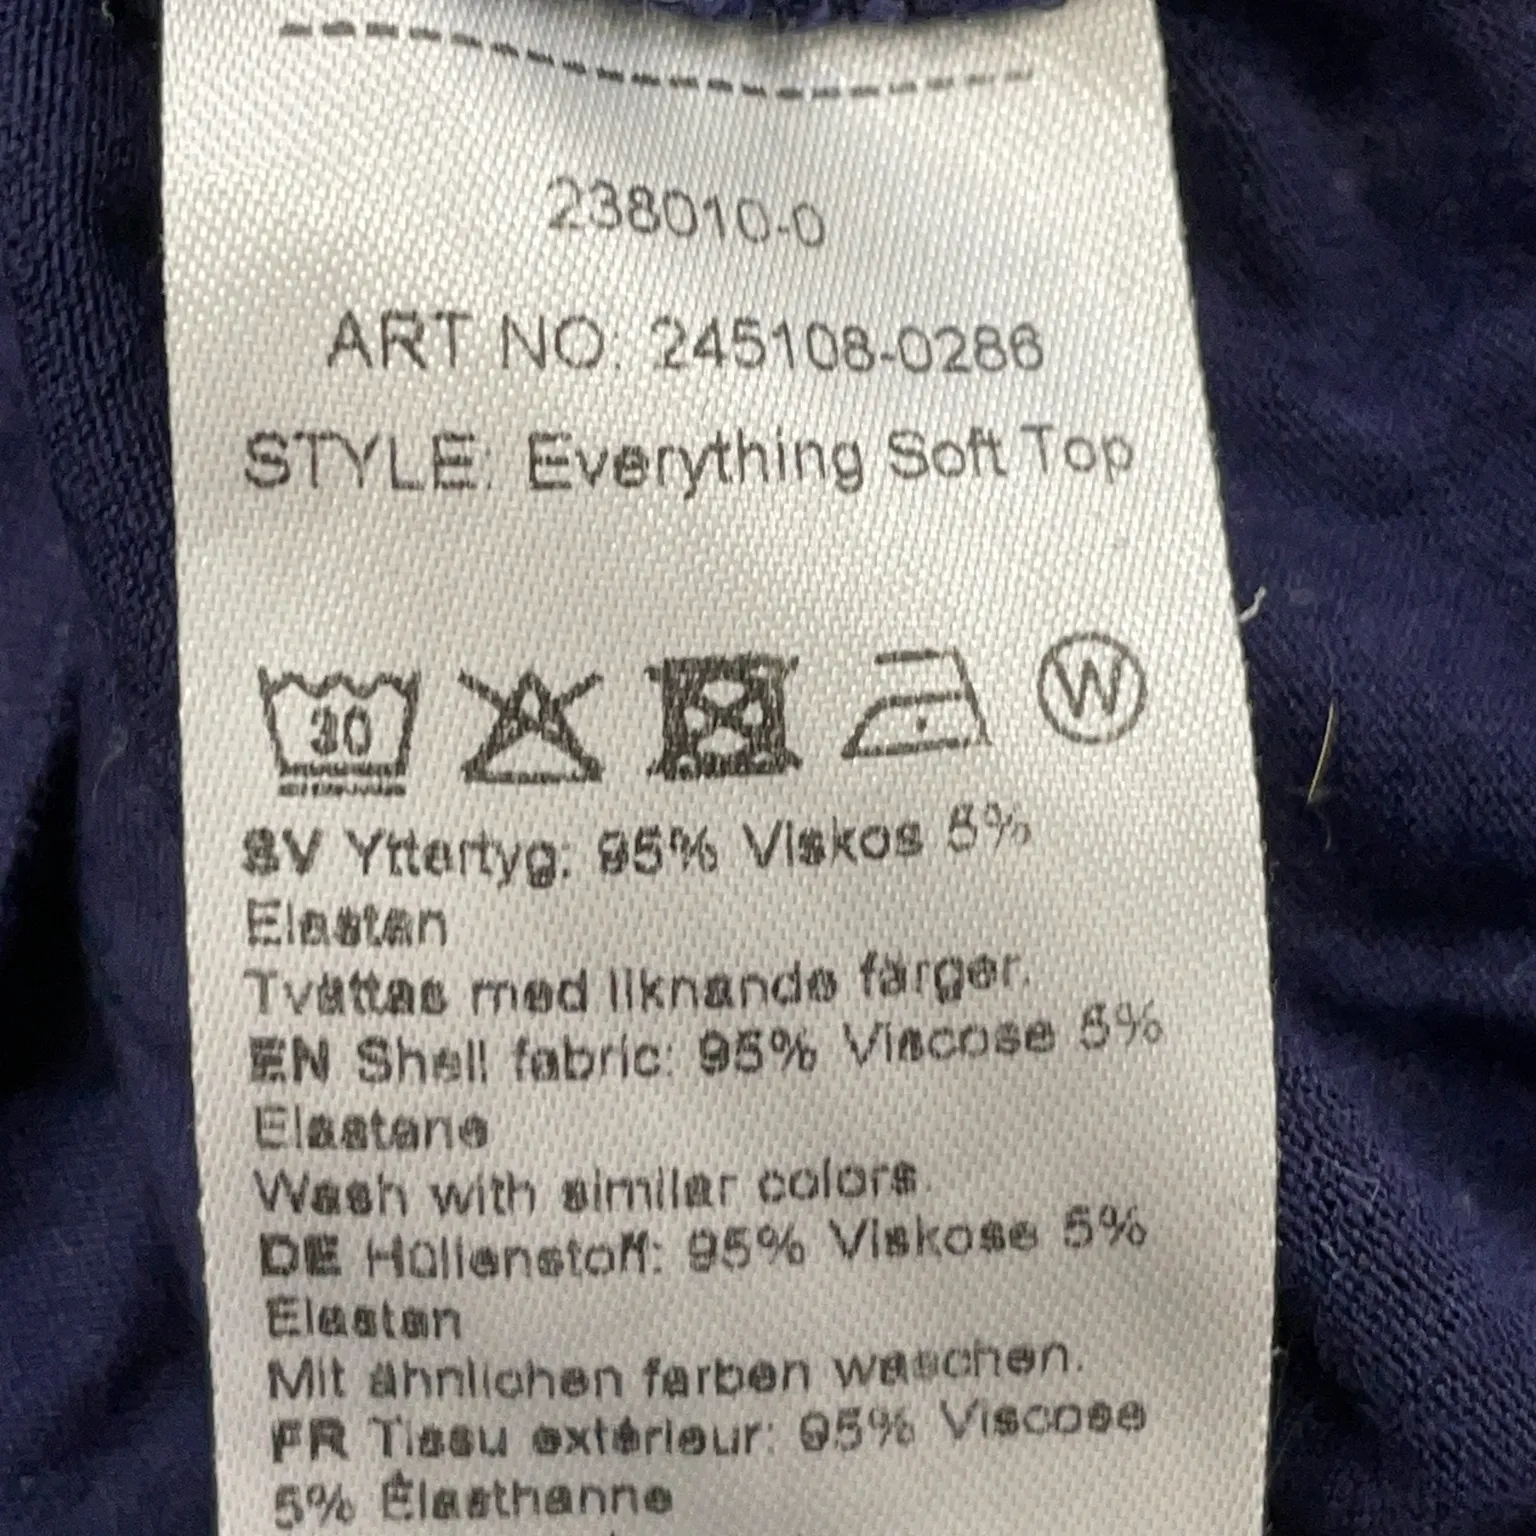 238010-0
ART NO: 245108-0286
STYLE: Everything Soft Top
30
W
SV Yttertyg: 95% Viskos 5%
Elastan
Tvättas med liknande färger.
EN Shell fabric: 95% Viscose 5%
Elastane
Wash with similar colors.
DE Hüllenstoff: 95% Viskose 5%
Elastan
Mit ähnlichen farben waschen.
FR Tissu extérieur: 95% Viscose
5% Élasthanne